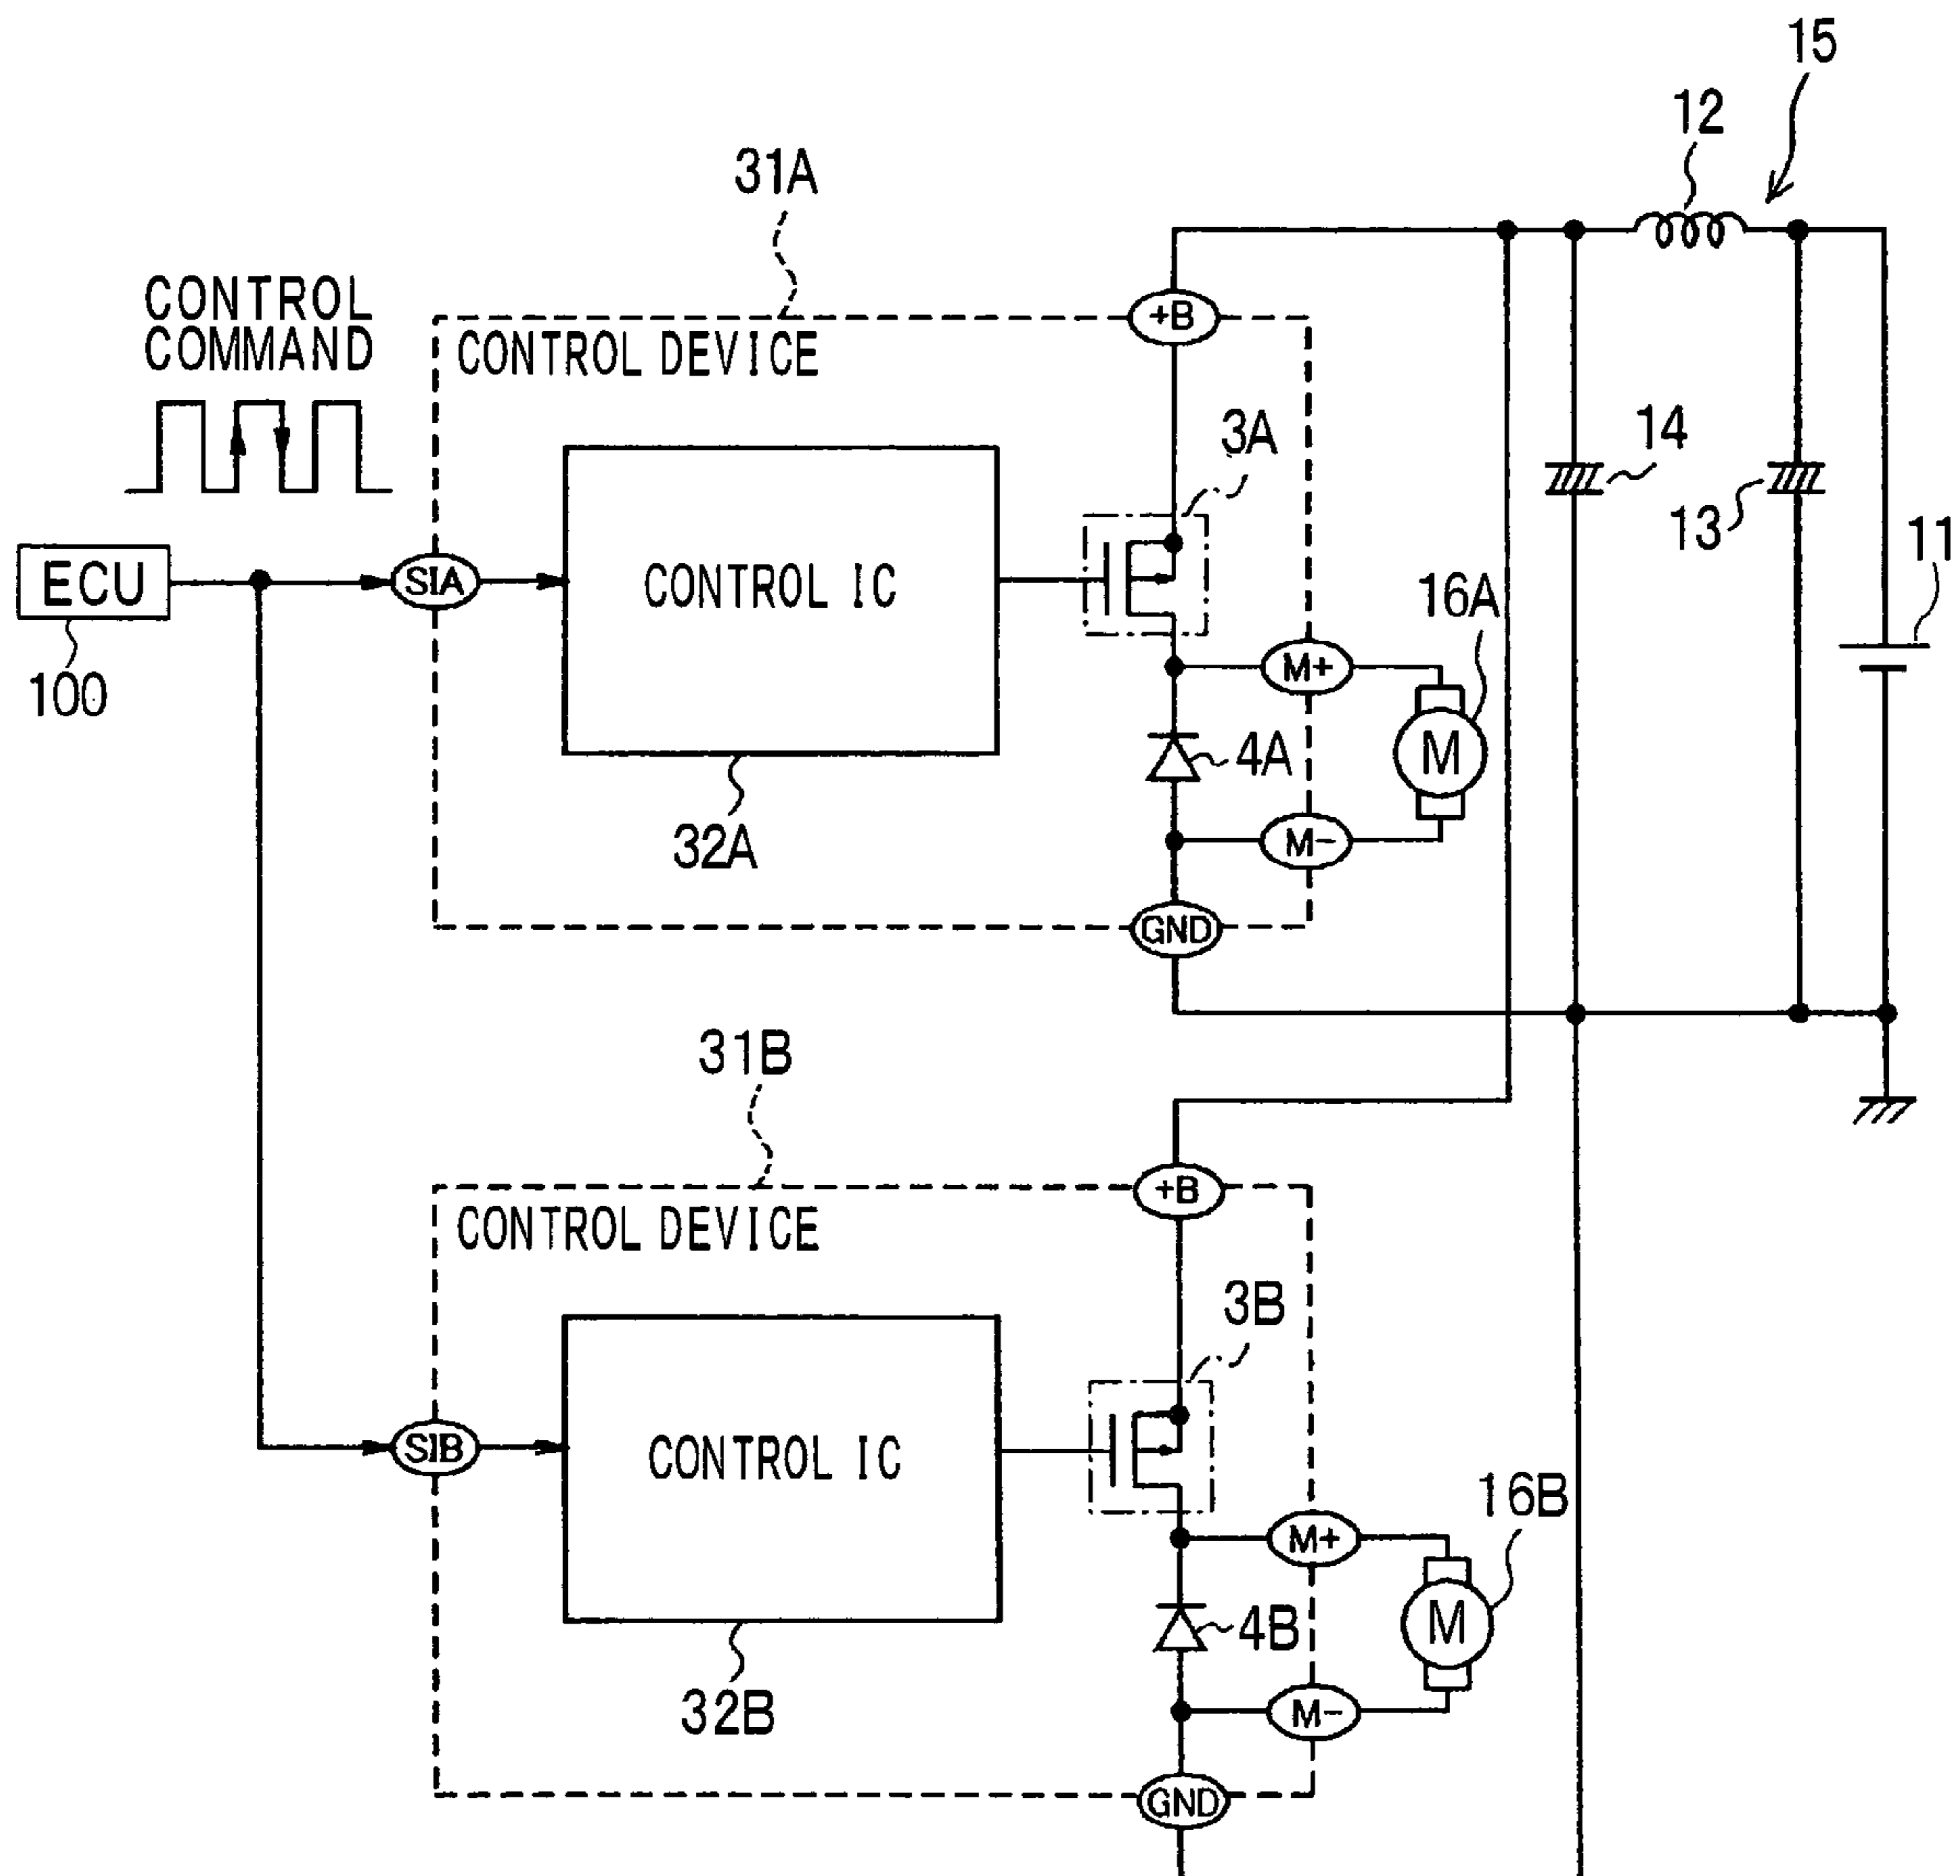 15
12
31A
CONTROL
COMMAND
+B
CONTROL DEVICE
3A
14
13
11
ECU
SIA
CONTROL IC
16A
100
M+
4A
M
32A
M-
GND
31B
+B
CONTROL DEVICE
3B
SIB
CONTROL IC
16B
M+
4B
M
32B
M-
GND